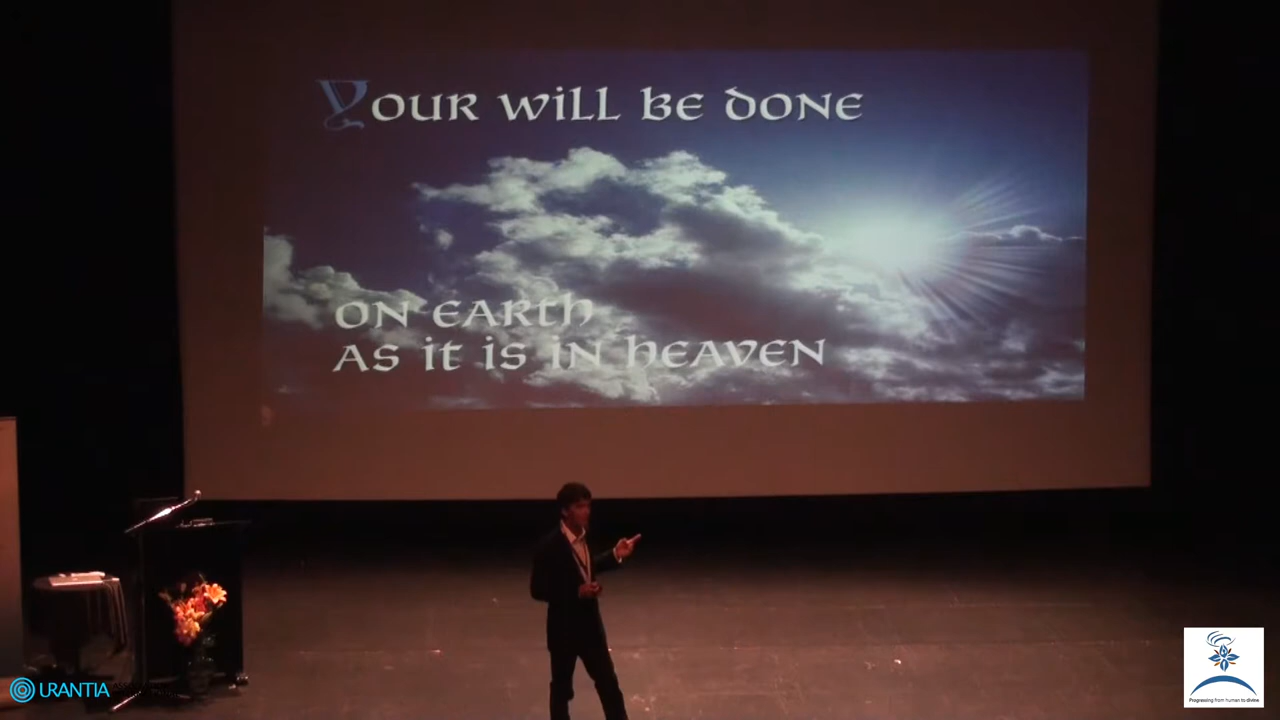 Your will be done
on earth
as it is in heaven
URANTIA
Progressing from human to divine